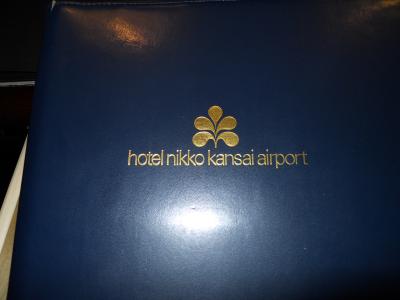 hotel nikko kansai airport